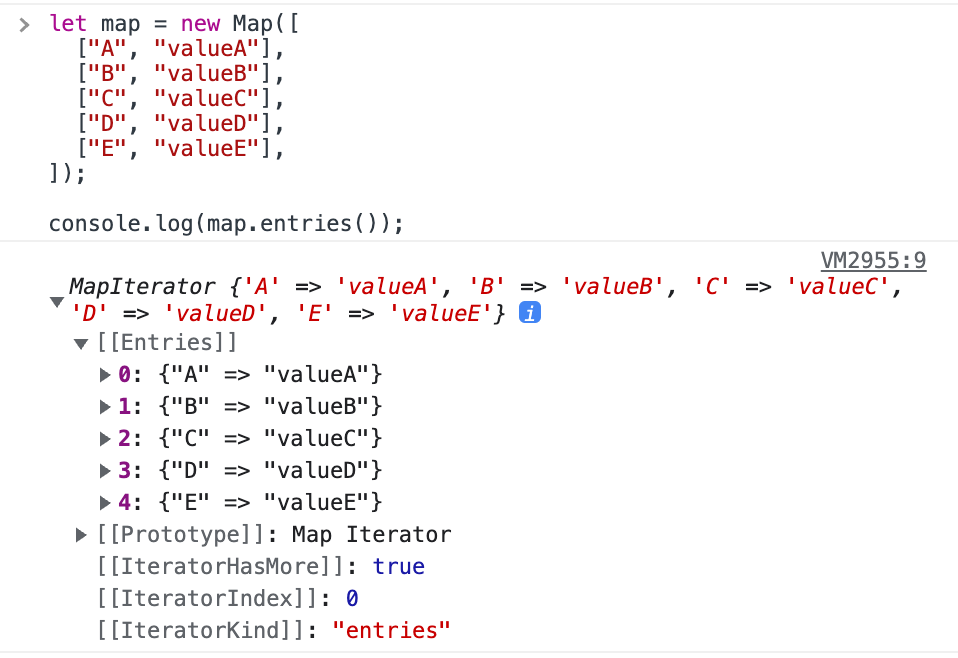 > let map = new Map([
["A", "valueA"],
["B", "valueB"],
["C", "valueC"],
["D", "valueD"],
["E", "valueE"],
]);
console.log(map.entries());
VM2955:9
MapIterator {'A' => 'valueA', 'B' => 'valueB', 'C' => 'valueC',
'D' => 'valueD', 'E' => 'valueE'} i
▼ [[Entries]]
▶ 0: {"A" => "valueA"}
▶ 1: {"B" => "valueB"}
▶ 2: {"C" => "valueC"}
▶ 3: {"D" => "valueD"}
▶ 4: {"E" => "valueE"}
▶ [[Prototype]]: Map Iterator
[[IteratorHasMore]]: true
[[IteratorIndex]]: 0
[[IteratorKind]]: "entries"